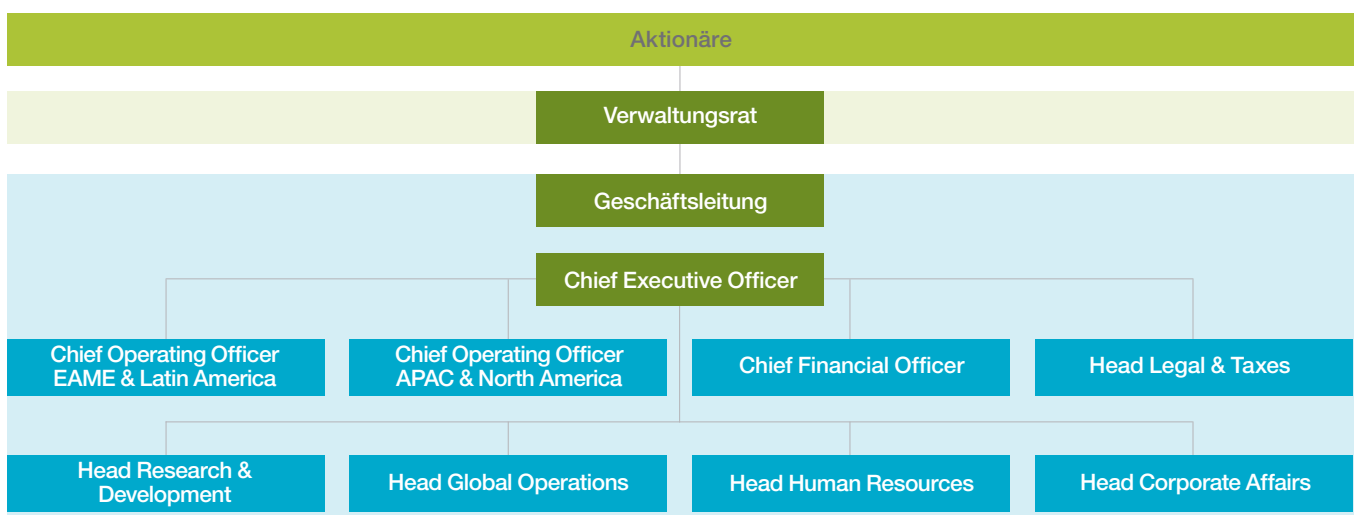 Aktionäre
Verwaltungsrat
Geschäftsleitung
Chief Executive Officer
Chief Operating Officer
EAME & Latin America
Chief Operating Officer
APAC & North America
Chief Financial Officer
Head Legal & Taxes
Head Research &
Development
Head Global Operations
Head Human Resources
Head Corporate Affairs